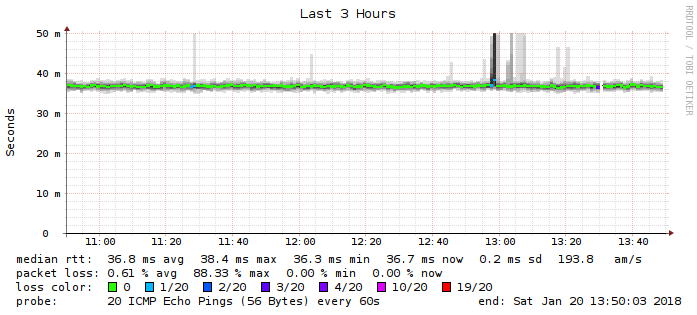 Last 3 Hours
RRDTOOL / TOBI OETIKER
Seconds
50 m
40 m
30 m
20 m
10 m
0
11:00 11:20 11:40 12:00 12:20 12:40 13:00 13:20 13:40
median rtt: 36.8 ms avg 38.4 ms max 36.3 ms min 36.7 ms now 0.2 ms sd 193.8 am/s
packet loss: 0.61 % avg 88.33 % max 0.00 % min 0.00 % now
loss color: 0 1/20 2/20 3/20 4/20 10/20 19/20
probe: 20 ICMP Echo Pings (56 Bytes) every 60s end: Sat Jan 20 13:50:03 2018